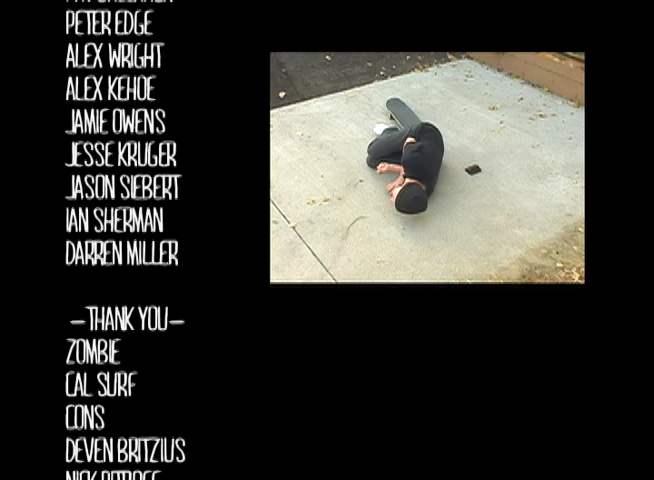 PETER EDGE
ALEX WRIGHT
ALEX KEHOE
JAMIE OWENS
JESSE KRUGER
JASON SIEBERT
IAN SHERMAN
DARREN MILLER
-THANK YOU-
ZOMBIE
CAL SURF
CONS
DEVEN BRITZIUS